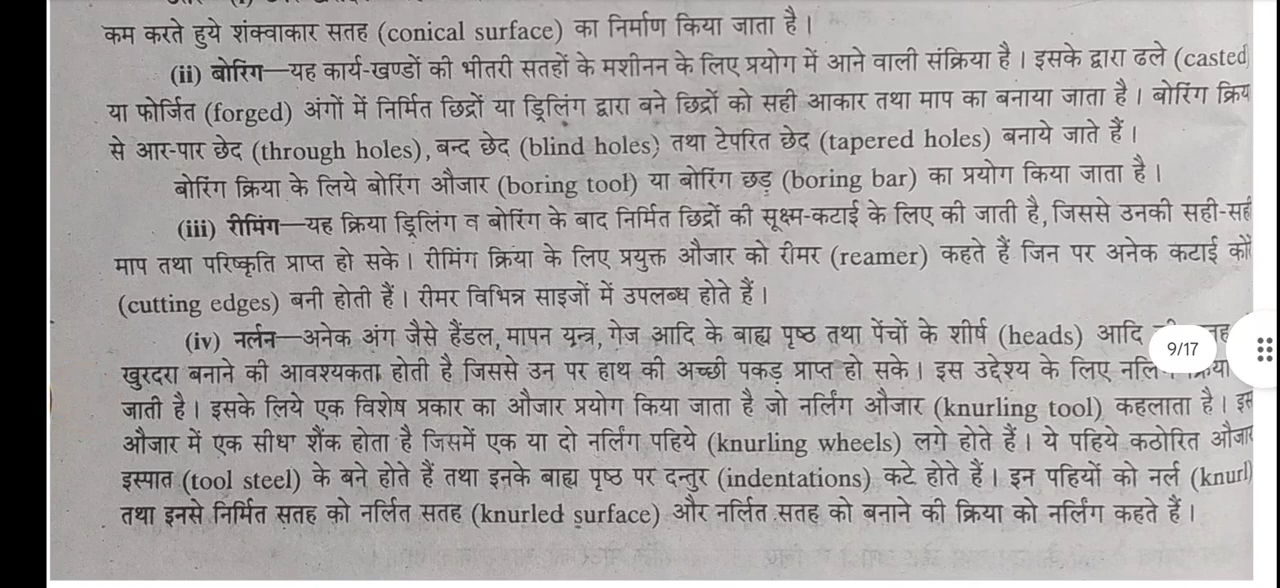 कम करते हुये शंक्वाकार सतह (conical surface) का निर्माण किया जाता है।
(ii) बोरिंग—यह कार्य-खण्डों की भीतरी सतहों के मशीनन के लिए प्रयोग में आने वाली संक्रिया है। इसके द्वारा ढले (casted)
या फोर्जित (forged) अंगों में निर्मित छिद्रों या ड्रिलिंग द्वारा बने छिद्रों को सही आकार तथा माप का बनाया जाता है। बोरिंग क्रिय
से आर-पार छेद (through holes), बन्द छेद (blind holes) तथा टेपरित छेद (tapered holes) बनाये जाते हैं।
बोरिंग क्रिया के लिये बोरिंग औजार (boring tool) या बोरिंग छड़ (boring bar) का प्रयोग किया जाता है।
(iii) रीमिंग—यह क्रिया ड्रिलिंग व बोरिंग के बाद निर्मित छिद्रों की सूक्ष्म-कटाई के लिए की जाती है, जिससे उनकी सही-सही
माप तथा परिष्कृति प्राप्त हो सके। रीमिंग क्रिया के लिए प्रयुक्त औजार को रीमर (reamer) कहते हैं जिन पर अनेक कटाई कोरें
(cutting edges) बनी होती हैं। रीमर विभिन्न साइजों में उपलब्ध होते हैं।
(iv) नर्लन—अनेक अंग जैसे हैंडल, मापन यन्त्र, गेज आदि के बाह्य पृष्ठ तथा पेंचों के शीर्ष (heads) आदि
9/17
खुरदरा बनाने की आवश्यकता होती है जिससे उन पर हाथ की अच्छी पकड़ प्राप्त हो सके। इस उद्देश्य के लिए
जाती है। इसके लिये एक विशेष प्रकार का औजार प्रयोग किया जाता है जो नर्लिंग औजार (knurling tool) कहलाता है। इस
औजार में एक सीधा शैंक होता है जिसमें एक या दो नर्लिंग पहिये (knurling wheels) लगे होते हैं। ये पहिये कठोरित औजार
इस्पात (tool steel) के बने होते हैं तथा इनके बाह्य पृष्ठ पर दन्तुर (indentations) कटे होते हैं। इन पहियों को नर्ल (knurl)
तथा इनसे निर्मित सतह को नर्लित सतह (knurled surface) और नर्लित सतह को बनाने की क्रिया को नर्लिंग कहते हैं।